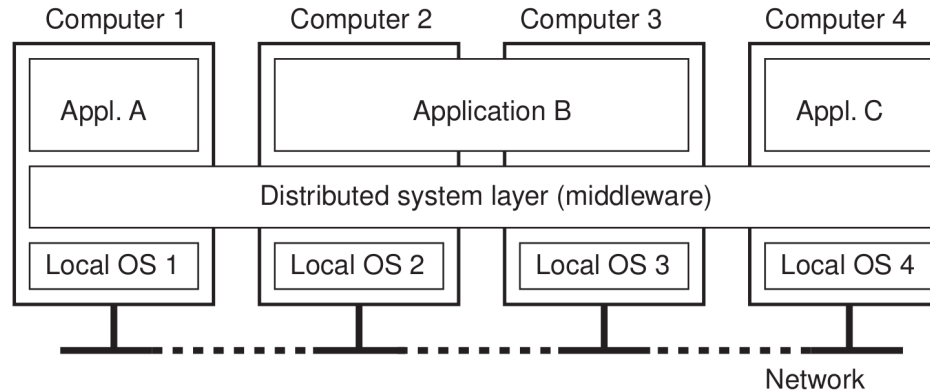 Computer 1
Computer 2
Computer 3
Computer 4
Appl. A
Application B
Appl. C
Distributed system layer (middleware)
Local OS 1
Local OS 2
Local OS 3
Local OS 4
Network